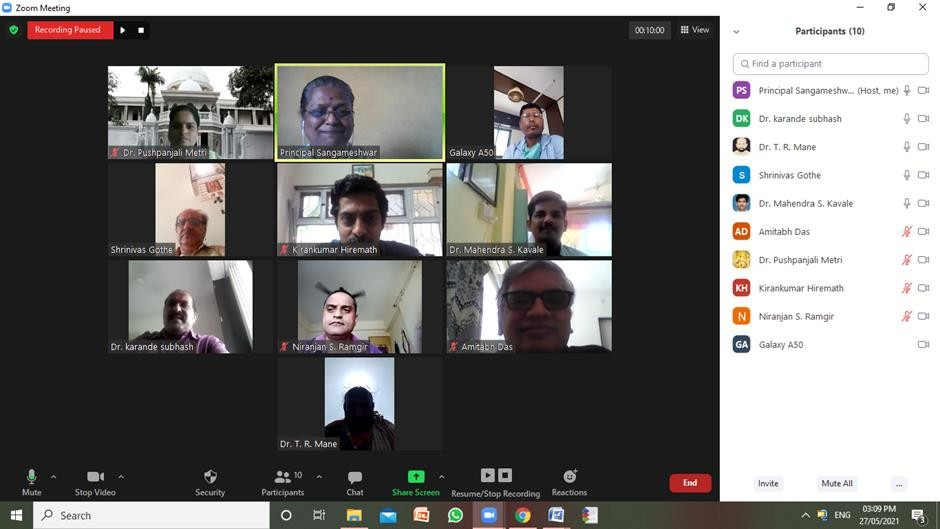 Zoom Meeting
Recording Paused
00:10:00
View
Participants (10)
Find a participant
Dr. Pushpanjali Metri
Principal Sangameshwar
Galaxy A50
Shrinivas Gothe
Kirankumar Hiremath
Dr. Mahendra S. Kavale
Dr. karande subhash
Niranjan S. Ramgir
Amitabh Das
Dr. T. R. Mane
PS Principal Sangameshw... (Host, me)
DK Dr. karande subhash
Dr. T. R. Mane
S Shrinivas Gothe
Dr. Mahendra S. Kavale
AD Amitabh Das
Dr. Pushpanjali Metri
KH Kirankumar Hiremath
N Niranjan S. Ramgir
GA Galaxy A50
Mute
Stop Video
Security
Participants 10
Chat
Share Screen
Resume/Stop Recording
Reactions
End
Invite
Mute All
...
Search
ENG
03:09 PM
27/05/2021
3